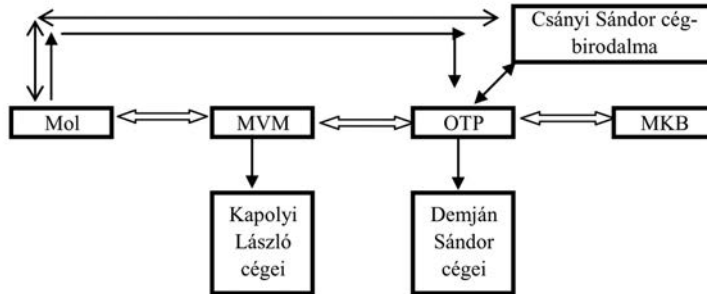 Csányi Sándor cég-
birodalma
Mol
MVM
OTP
MKB
Kapolyi
László
cégei
Demján
Sándor
cégei